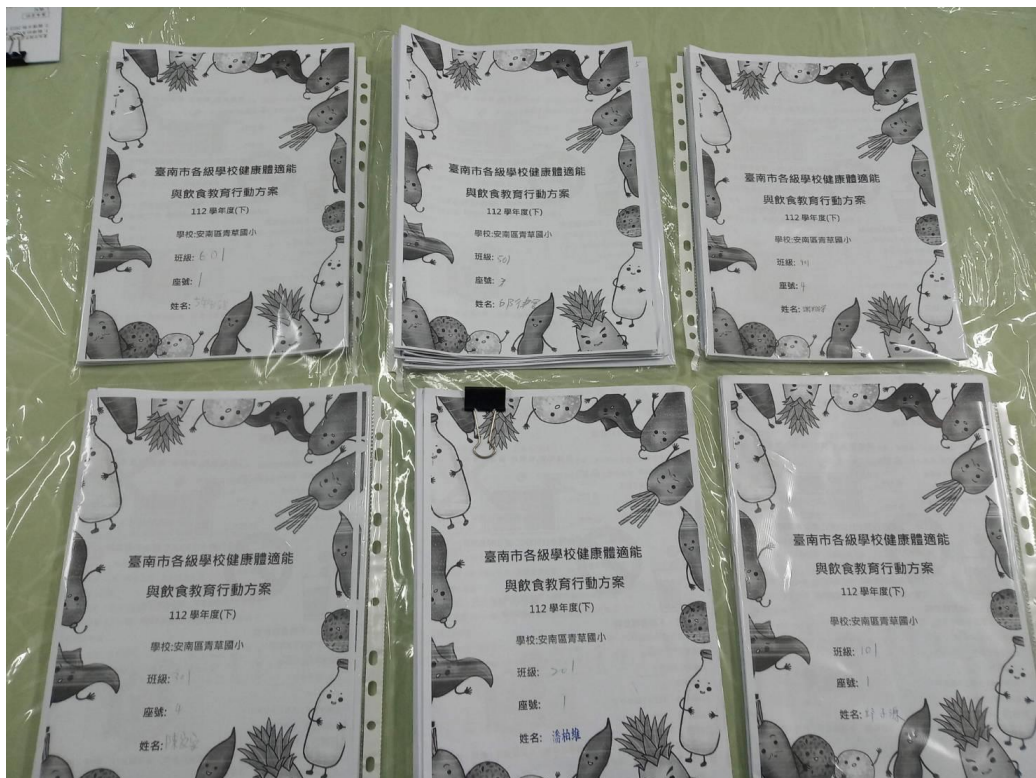 臺南市各級學校健康體適能
與飲食教育行動方案
112 學年度(下)
學校:安南區青草國小
班級: 601
座號: 1
姓名:
臺南市各級學校健康體適能
與飲食教育行動方案
112 學年度(下)
學校:安南區青草國小
班級: 501
座號: 3
姓名:
臺南市各級學校健康體適能
與飲食教育行動方案
112 學年度(下)
學校:安南區青草國小
班級: 401
座號: 4
姓名:
臺南市各級學校健康體適能
與飲食教育行動方案
112 學年度(下)
學校:安南區青草國小
班級:
座號:
姓名:
臺南市各級學校健康體適能
與飲食教育行動方案
112 學年度(下)
學校:安南區青草國小
班級: 201
座號: 1
姓名: 潘柏維
臺南市各級學校健康體適能
與飲食教育行動方案
112 學年度(下)
學校:安南區青草國小
班級: 101
座號: 1
姓名: